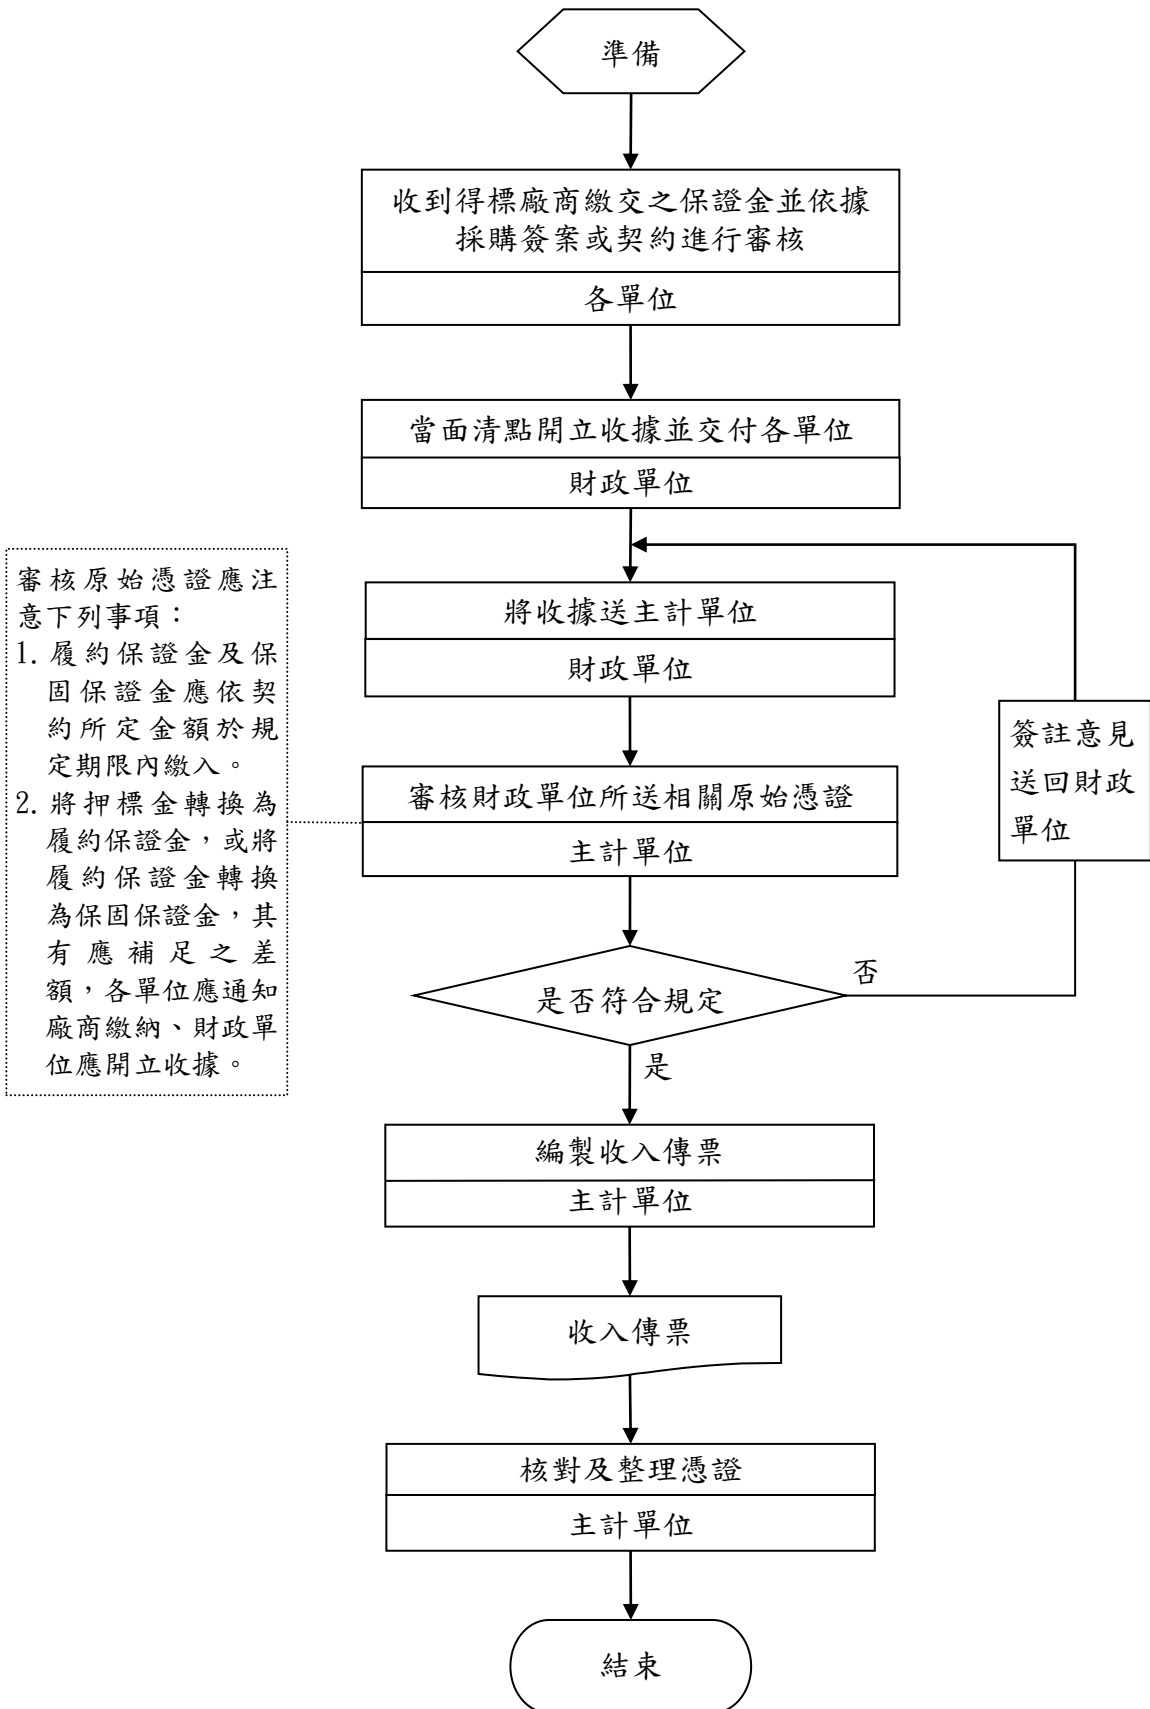 準備
收到得標廠商繳交之保證金並依據
採購簽案或契約進行審核
各單位
當面清點開立收據並交付各單位
財政單位
將收據送主計單位
財政單位
審核原始憑證應注
意下列事項：
1. 履約保證金及保
固保證金應依契
約所定金額於規
定期限內繳入。
2. 將押標金轉換為
履約保證金，或將
履約保證金轉換
為保固保證金，其
有應補足之差
額，各單位應通知
廠商繳納、財政單
位應開立收據。
審核財政單位所送相關原始憑證
主計單位
簽註意見
送回財政
單位
是否符合規定
否
是
編製收入傳票
主計單位
收入傳票
核對及整理憑證
主計單位
結束